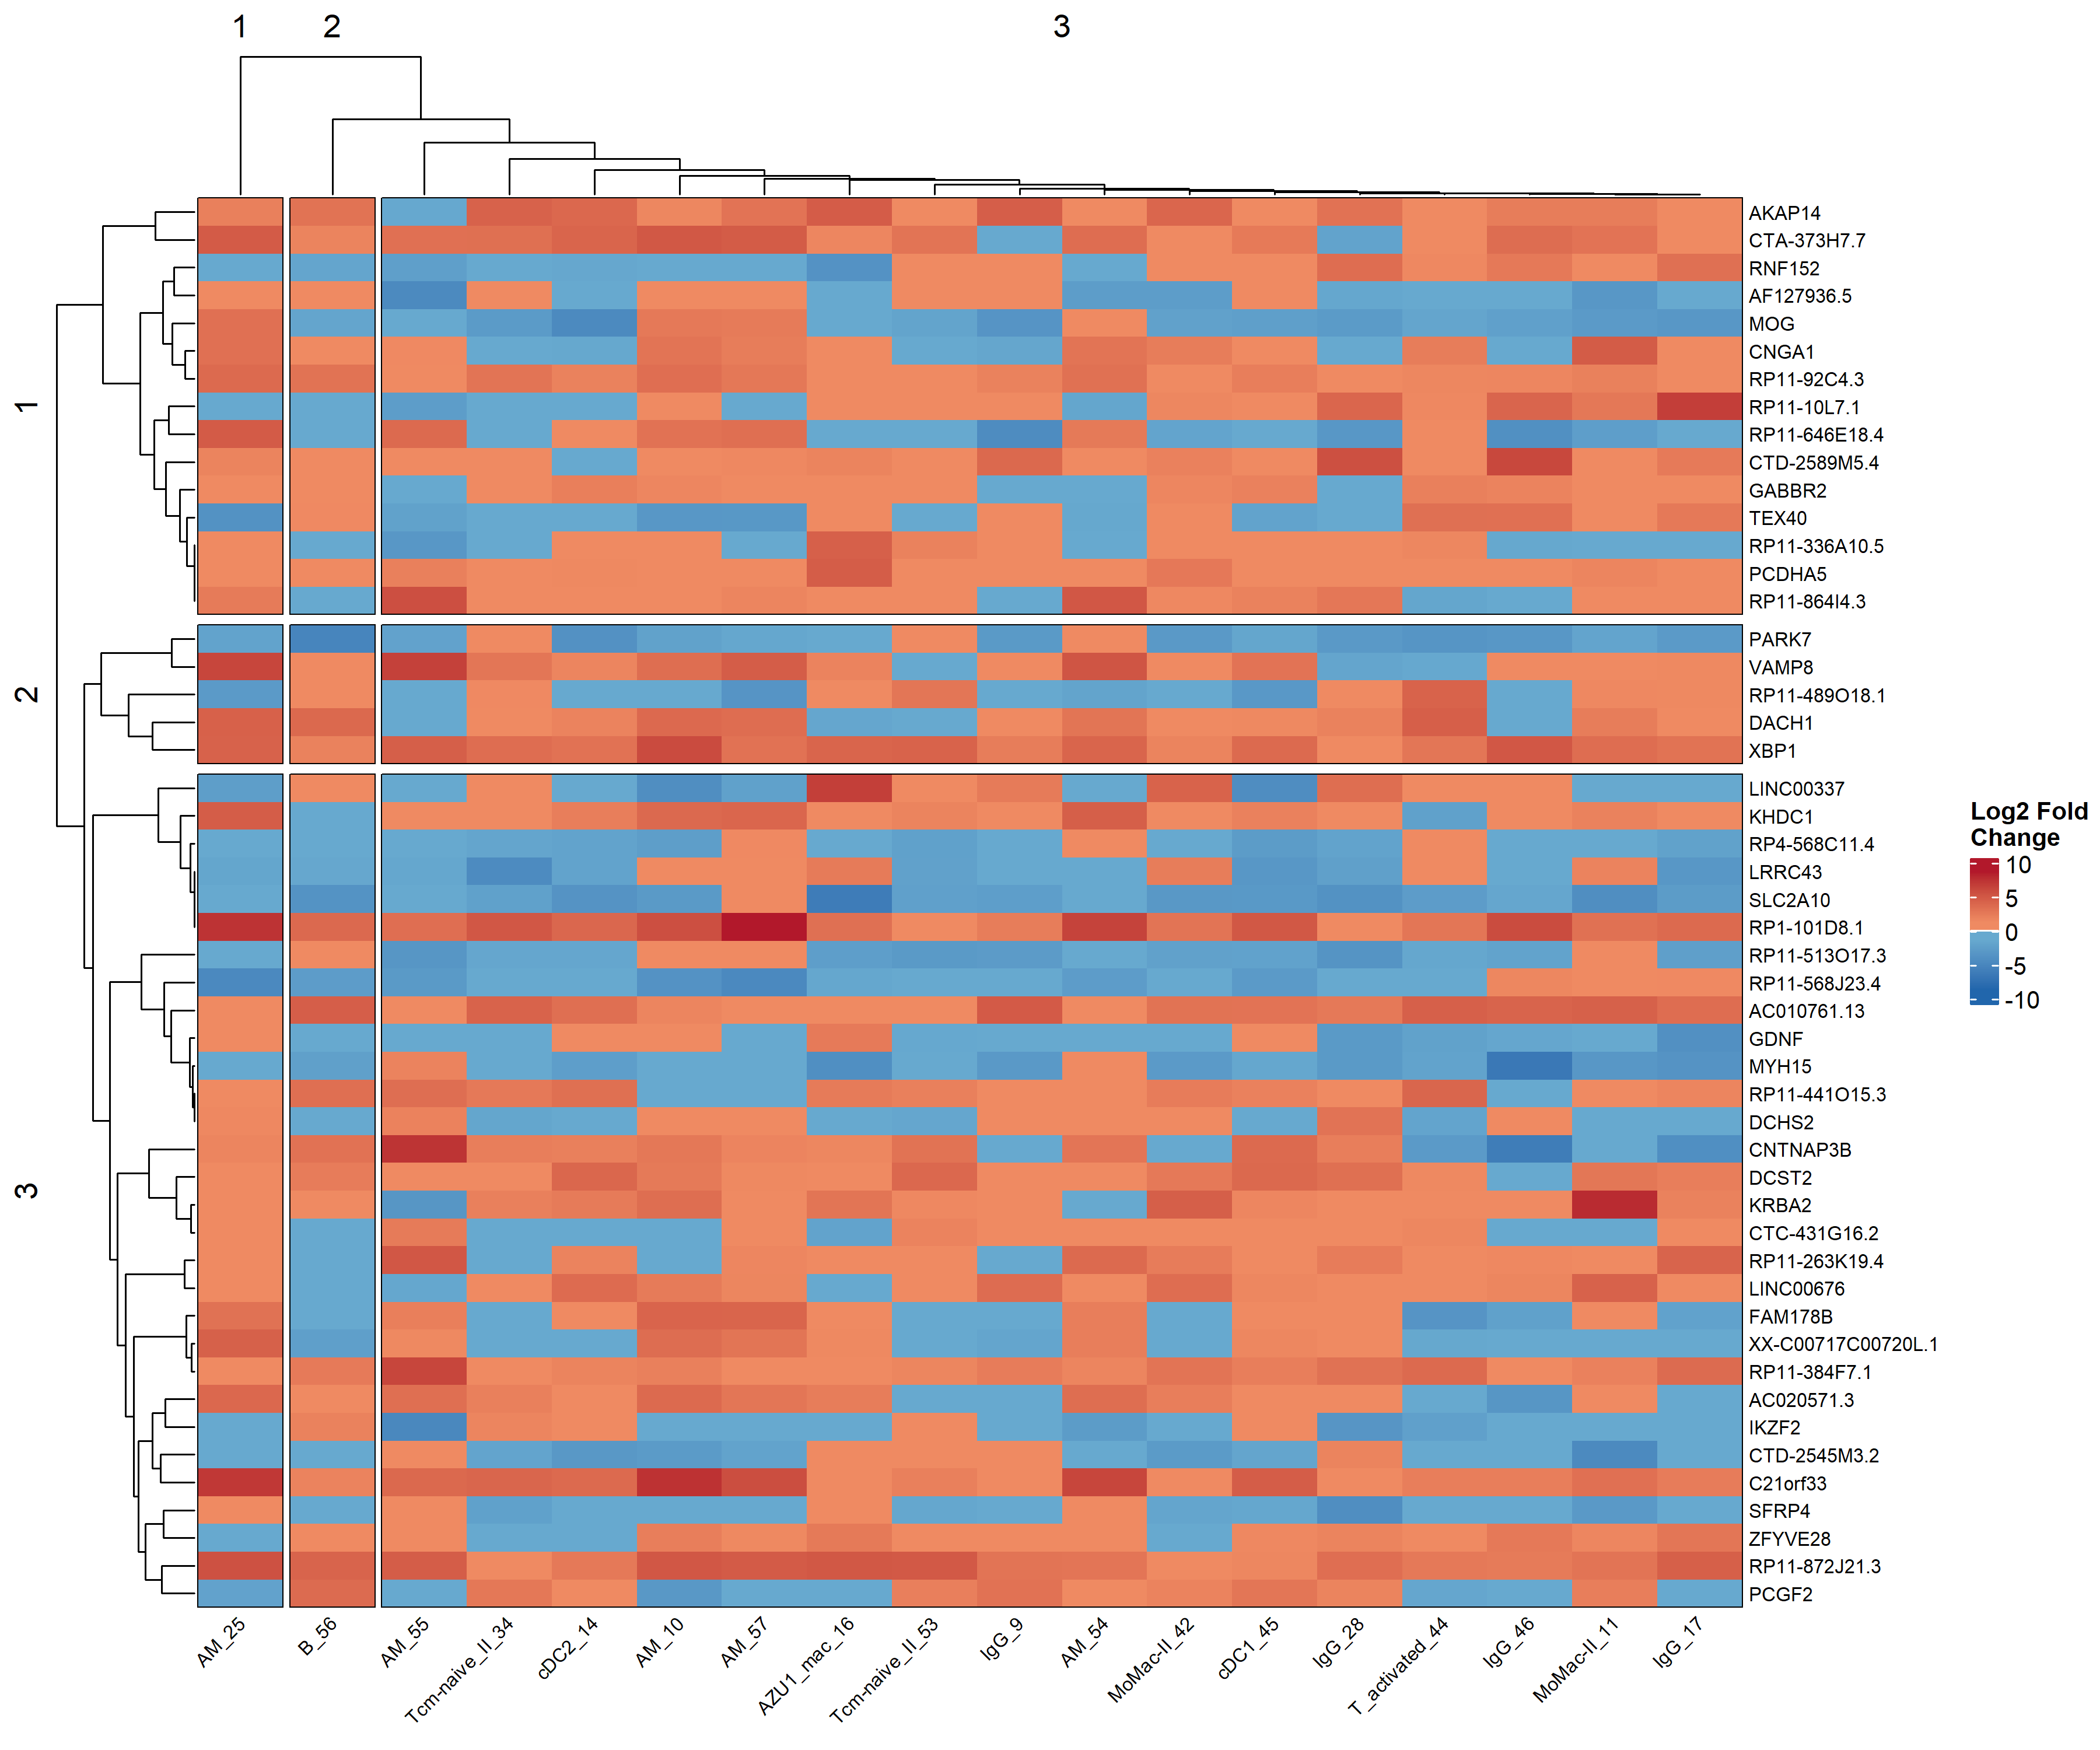 1
2
3
1
2
3
AKAP14
CTA-373H7.7
RNF152
AF127936.5
MOG
CNGA1
RP11-92C4.3
RP11-10L7.1
RP11-646E18.4
CTD-2589M5.4
GABBR2
TEX40
RP11-336A10.5
PCDHA5
RP11-864I4.3
PARK7
VAMP8
RP11-489O18.1
DACH1
XBP1
LINC00337
KHDC1
RP4-568C11.4
LRRC43
SLC2A10
RP1-101D8.1
RP11-513O17.3
RP11-568J23.4
AC010761.13
GDNF
MYH15
RP11-441O15.3
DCHS2
CNTNAP3B
DCST2
KRBA2
CTC-431G16.2
RP11-263K19.4
LINC00676
FAM178B
XX-C00717C00720L.1
RP11-384F7.1
AC020571.3
IKZF2
CTD-2545M3.2
C21orf33
SFRP4
ZFYVE28
RP11-872J21.3
PCGF2
Log2 Fold
Change
10
5
0
-5
-10
AM_25
B_56
AM_55
Tcm-naive_II_34
cDC2_14
AM_10
AM_57
AZU1_mac_16
Tcm-naive_II_53
IgG_9
AM_54
MoMac-II_42
cDC1_45
IgG_28
T_activated_44
IgG_46
MoMac-II_11
IgG_17